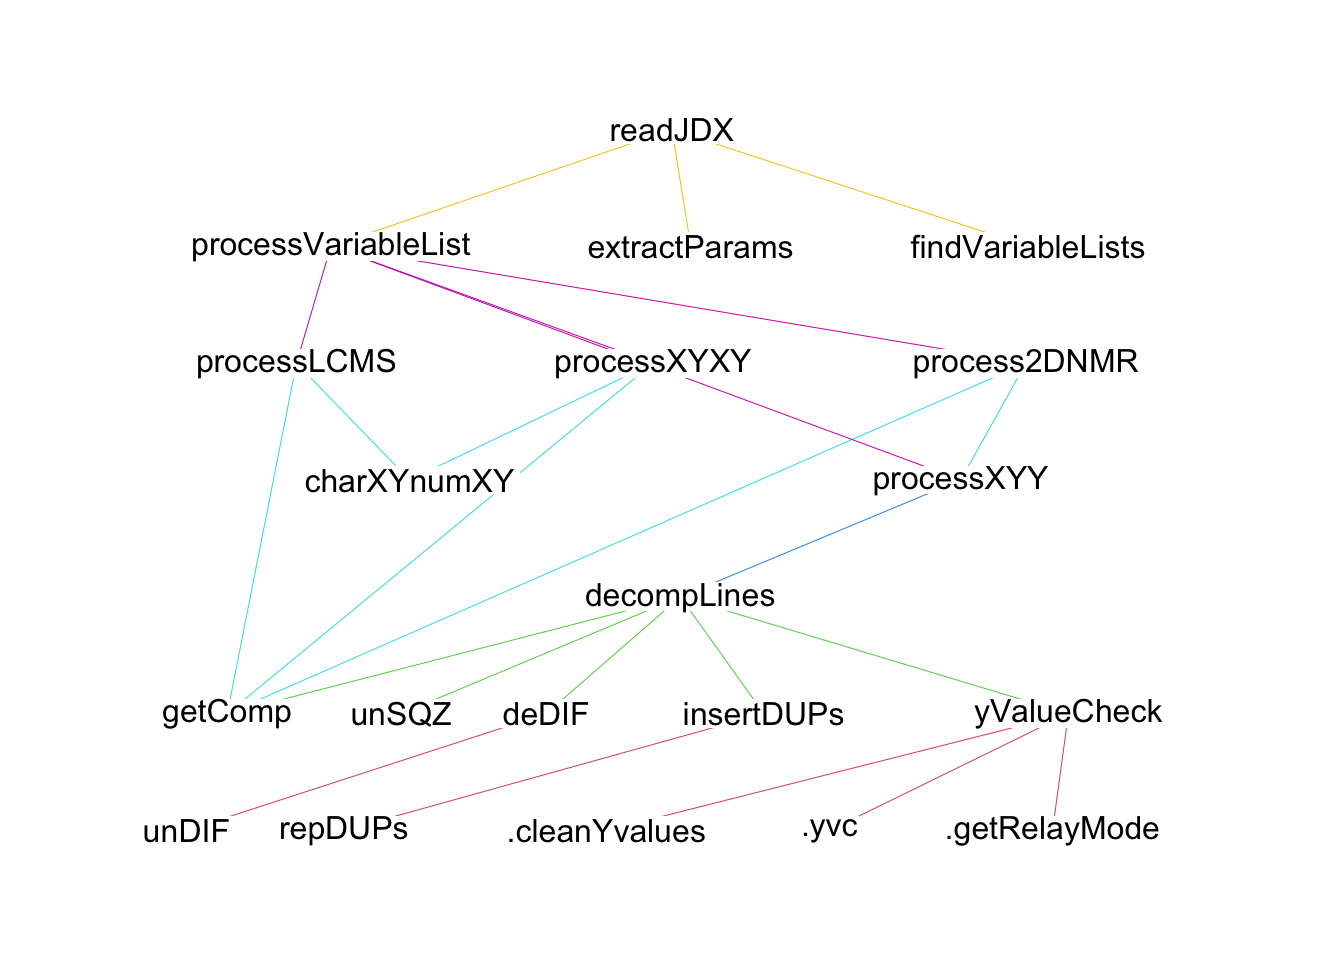 readJDX
processVariableList extractParams findVariableLists
processLCMS processXYXY process2DNMR
charXYnumXY processXYY
decompLines
getComp unSQZ deDIF insertDUPs yValueCheck
unDIF repDUPs .cleanYvalues .yvc .getRelayMode